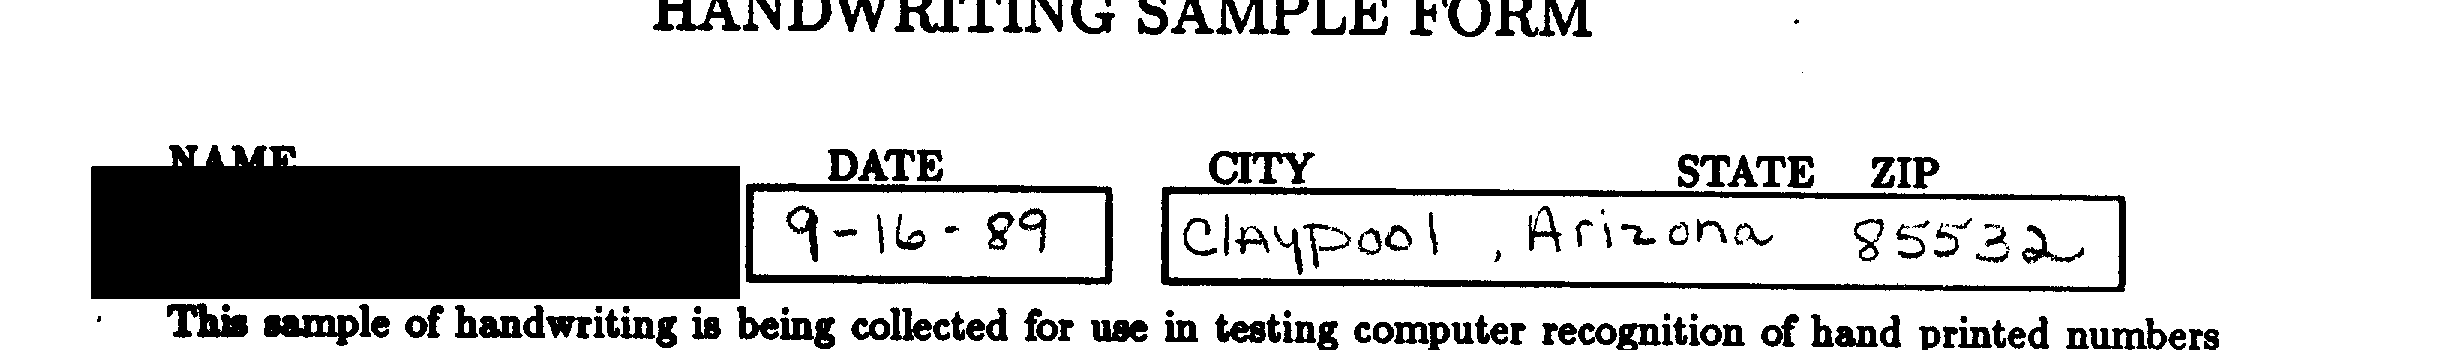 HANDWRITING SAMPLE FORM
NAME DATE CITY STATE ZIP
9-16-89 Claypool, Arizona 85532
This sample of handwriting is being collected for use in testing computer recognition of hand printed numbers